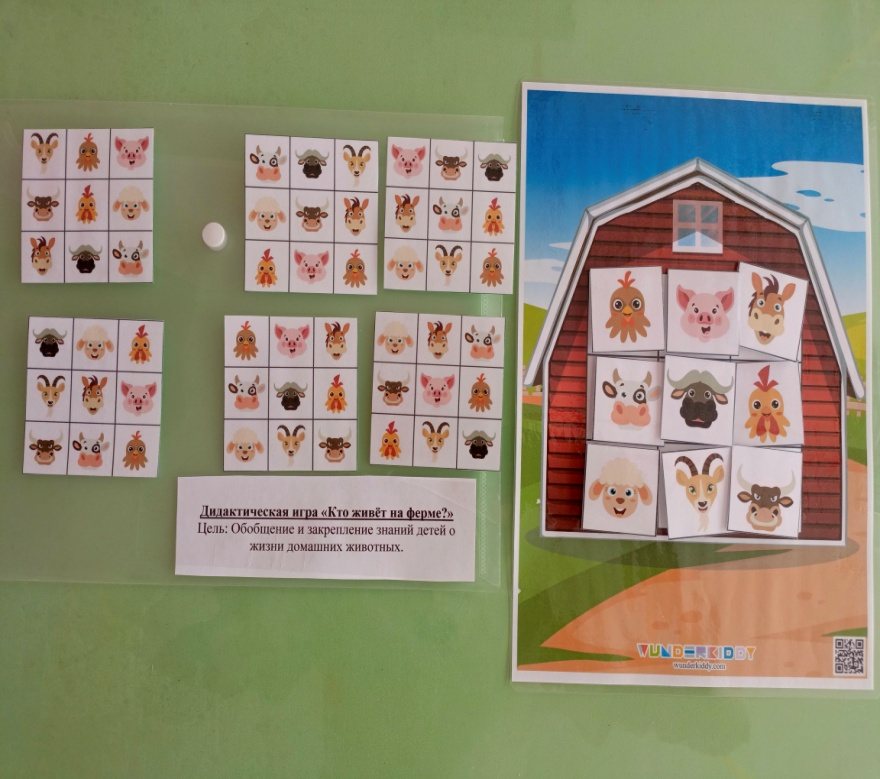 Дидактическая игра «Кто живёт на ферме?»
Цель: Обобщение и закрепление знаний детей о
жизни домашних животных.
WUNDERKIDDY
wunderkiddy.com